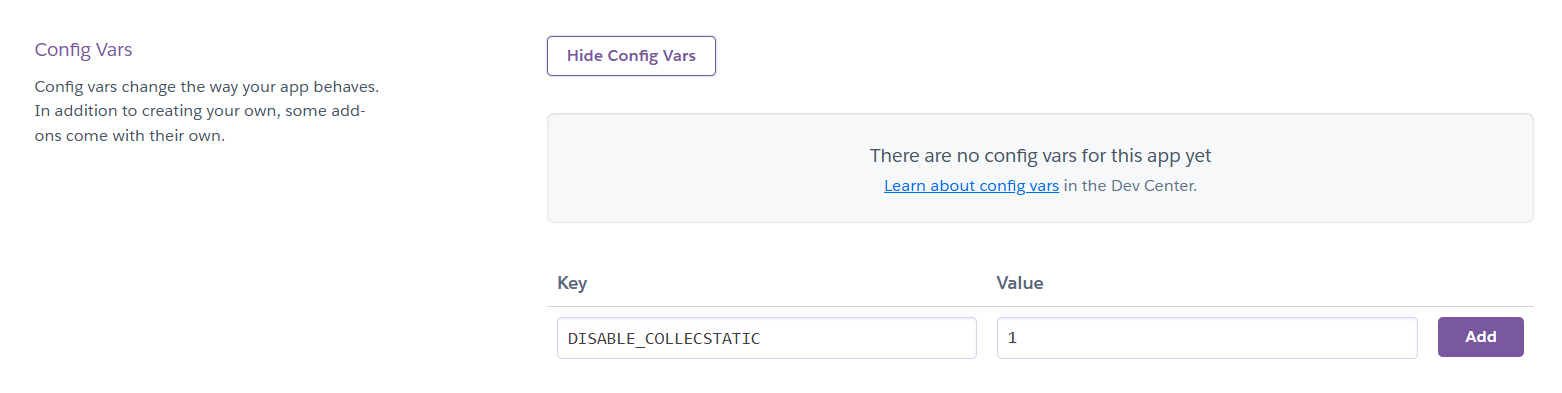 Config Vars
Config vars change the way your app behaves.
In addition to creating your own, some add-
ons come with their own.
Hide Config Vars
There are no config vars for this app yet
Learn about config vars in the Dev Center.
Key Value
DISABLE_COLLECSTATIC 1 Add